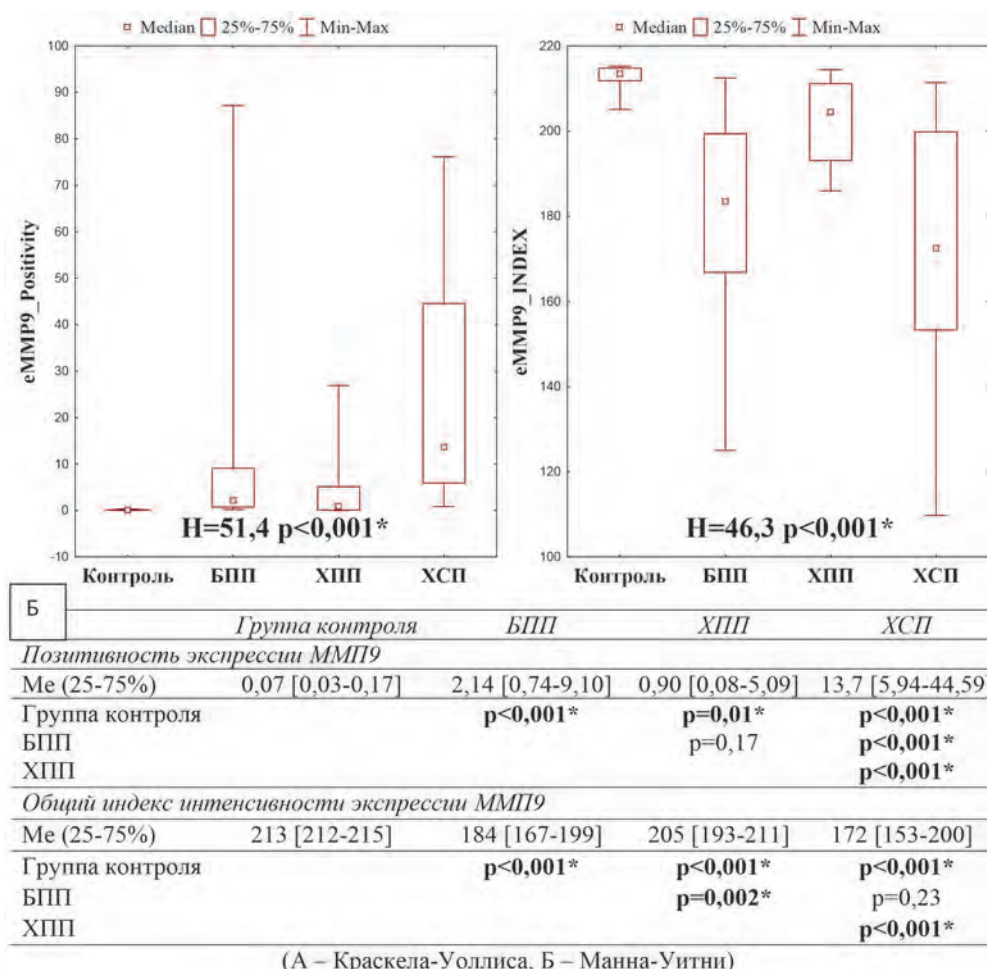 Median 25%-75% Min-Max
eMMP9_Positivity
100
90
80
70
60
50
40
30
20
10
0
-10
H=51,4 p<0,001*
Контроль БПП ХПП ХСП
Median 25%-75% Min-Max
eMMP9_INDEX
220
200
180
160
140
120
100
H=46,3 p<0,001*
Контроль БПП ХПП ХСП
Б
Группа контроля БПП ХПП ХСП
Позитивность экспрессии ММП9
Me (25-75%) 0,07 [0,03-0,17] 2,14 [0,74-9,10] 0,90 [0,08-5,09] 13,7 [5,94-44,59]
Группа контроля p<0,001* p=0,01* p<0,001*
БПП p=0,17 p<0,001*
ХПП p<0,001*
Общий индекс интенсивности экспрессии ММП9
Me (25-75%) 213 [212-215] 184 [167-199] 205 [193-211] 172 [153-200]
Группа контроля p<0,001* p<0,001* p<0,001*
БПП p=0,002* p=0,23
ХПП p<0,001*
(А – Краскела-Уоллиса, Б – Манна-Уитни)